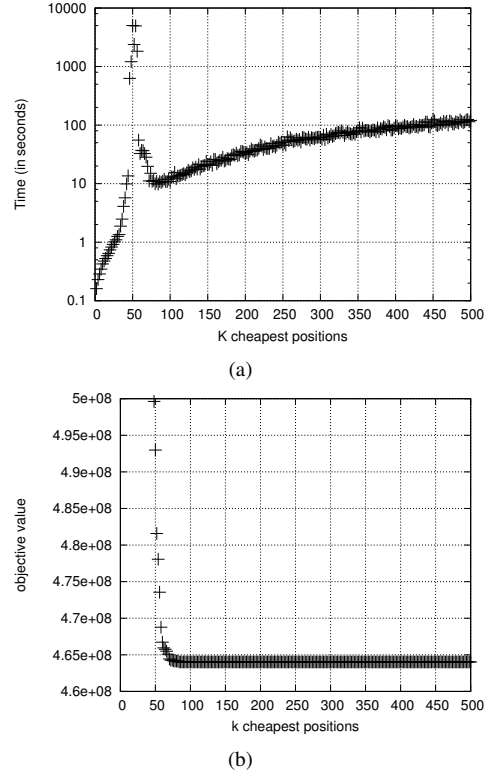 10000
1000
100
10
1
0.1
Time (in seconds)
0 50 100 150 200 250 300 350 400 450 500
K cheapest positions
(a)
5e+08
4.95e+08
4.9e+08
4.85e+08
4.8e+08
4.75e+08
4.7e+08
4.65e+08
4.6e+08
objective value
0 50 100 150 200 250 300 350 400 450 500
k cheapest positions
(b)